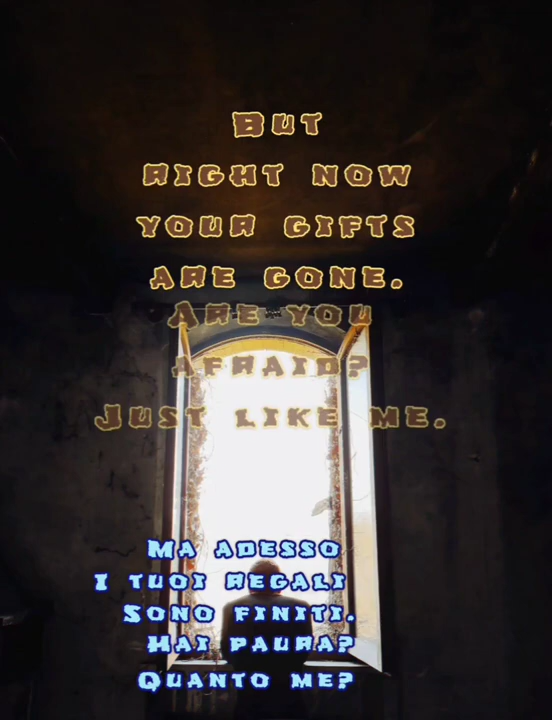 But
right now
your gifts
are gone.
Are you
afraid?
Just like me.
Ma adesso
i tuoi regali
Sono finiti.
Hai paura?
Quanto me?